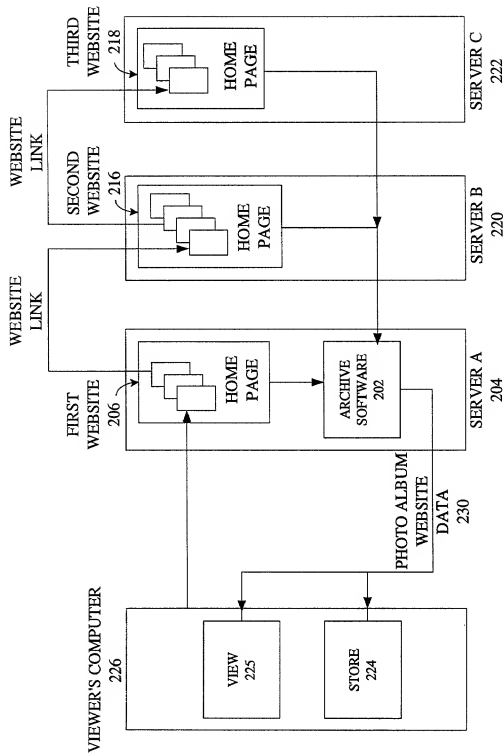 VIEWER'S COMPUTER
226
VIEW
225
STORE
224
PHOTO ALBUM
WEBSITE
DATA
230
FIRST
WEBSITE
206
HOME
PAGE
ARCHIVE
SOFTWARE
202
SERVER A
204
WEBSITE
LINK
SECOND
WEBSITE
216
HOME
PAGE
SERVER B
220
WEBSITE
LINK
THIRD
WEBSITE
218
HOME
PAGE
SERVER C
222